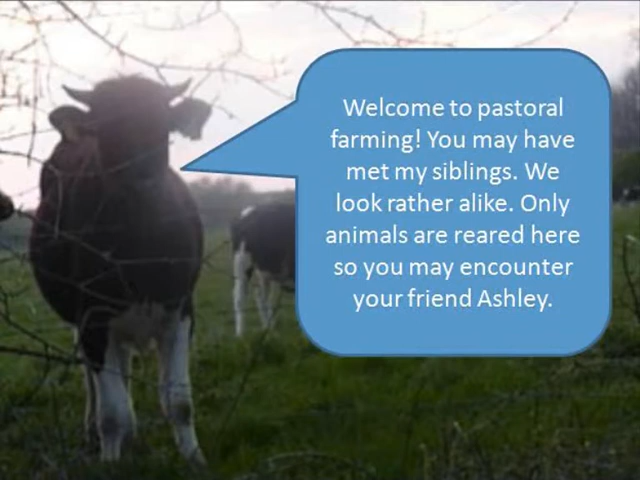 Welcome to pastoral
farming! You may have
met my siblings. We
look rather alike. Only
animals are reared here
so you may encounter
your friend Ashley.